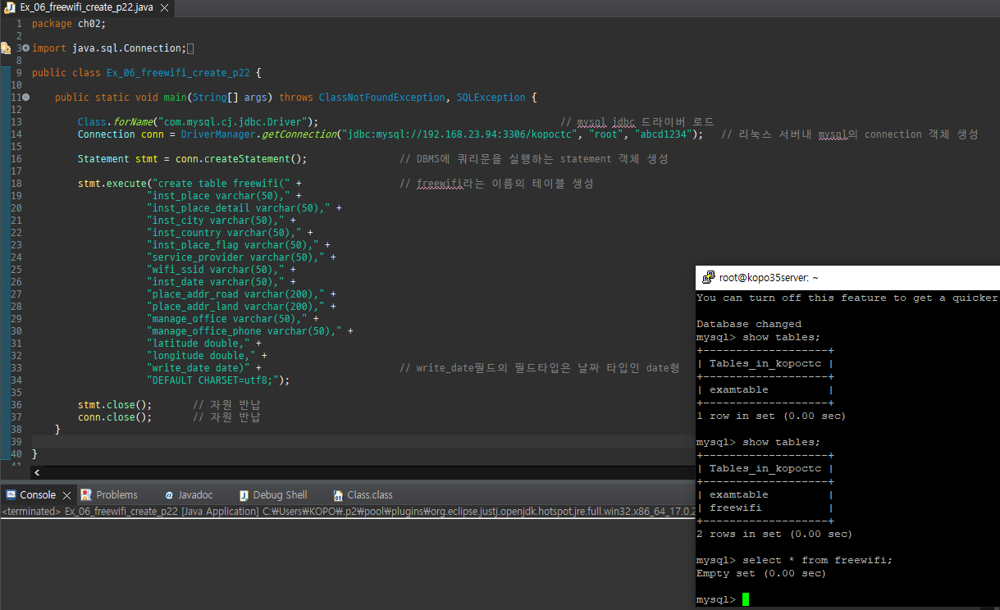 Ex_06_freewifi_create_p22.java
1 package ch02;
2
3 import java.sql.Connection;
8
9 public class Ex_06_freewifi_create_p22 {
10
11 public static void main(String[] args) throws ClassNotFoundException, SQLException {
12
13 Class.forName("com.mysql.cj.jdbc.Driver"); // mysql jdbc 드라이버 로드
14 Connection conn = DriverManager.getConnection("jdbc:mysql://192.168.23.94:3306/kopoctc", "root", "abcd1234"); // 리눅스 서버내 mysql의 connection 객체 생성
15
16 Statement stmt = conn.createStatement(); // DBMS에 쿼리문을 실행하는 statement 객체 생성
17
18 stmt.execute("create table freewifi(" + // freewifi라는 이름의 테이블 생성
19 "inst_place varchar(50)," +
20 "inst_place_detail varchar(50)," +
21 "inst_city varchar(50)," +
22 "inst_country varchar(50)," +
23 "inst_place_flag varchar(50)," +
24 "service_provider varchar(50)," +
25 "wifi_ssid varchar(50)," +
26 "inst_date varchar(50)," +
27 "place_addr_road varchar(200)," +
28 "place_addr_land varchar(200)," +
29 "manage_office varchar(50)," +
30 "manage_office_phone varchar(50)," +
31 "latitude double," +
32 "longitude double," +
33 "write_date date)" + // write_date필드의 필드타입은 날짜 타입인 date형
34 "DEFAULT CHARSET=utf8;");
35
36 stmt.close(); // 자원 반납
37 conn.close(); // 자원 반납
38 }
39
40 }
41
Console Problems Javadoc Debug Shell Class.class
<terminated> Ex_06_freewifi_create_p22 [Java Application] C:₩Users₩KOPO₩.p2₩pool₩plugins₩org.eclipse.justj.openjdk.hotspot.jre.full.win32.x86_64_17.0.2
root@kopo35server: ~
You can turn off this feature to get a quicker

Database changed
mysql> show tables;
+-------------------+
| Tables_in_kopoctc |
+-------------------+
| examtable |
+-------------------+
1 row in set (0.00 sec)

mysql> show tables;
+-------------------+
| Tables_in_kopoctc |
+-------------------+
| examtable |
| freewifi |
+-------------------+
2 rows in set (0.00 sec)

mysql> select * from freewifi;
Empty set (0.00 sec)

mysql>